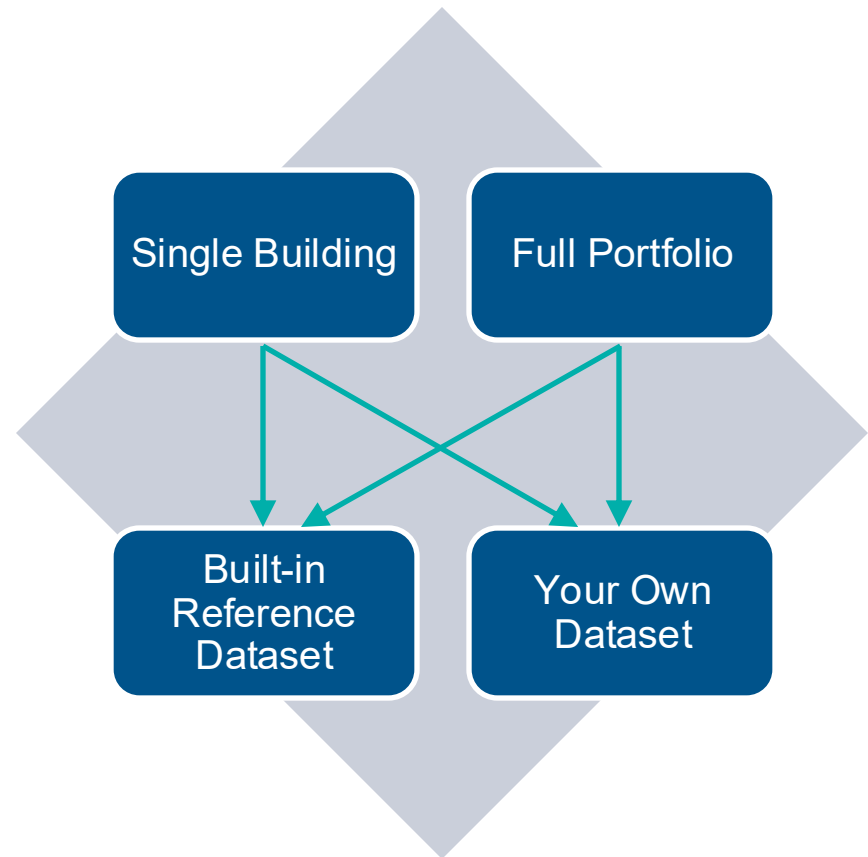 Single Building
Full Portfolio
Built-in
Reference
Dataset
Your Own
Dataset